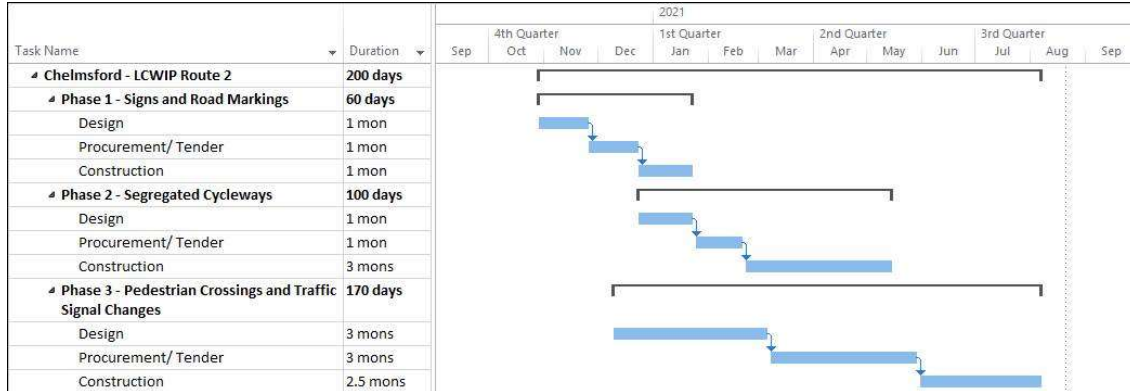 2021
4th Quarter 1st Quarter 2nd Quarter 3rd Quarter
Task Name Duration Sep Oct Nov Dec Jan Feb Mar Apr May Jun Jul Aug Sep
Chelmsford - LCWIP Route 2 200 days
Phase 1 - Signs and Road Markings 60 days
Design 1 mon
Procurement/ Tender 1 mon
Construction 1 mon
Phase 2 - Segregated Cycleways 100 days
Design 1 mon
Procurement/ Tender 1 mon
Construction 3 mons
Phase 3 - Pedestrian Crossings and Traffic 170 days
Signal Changes
Design 3 mons
Procurement/ Tender 3 mons
Construction 2.5 mons